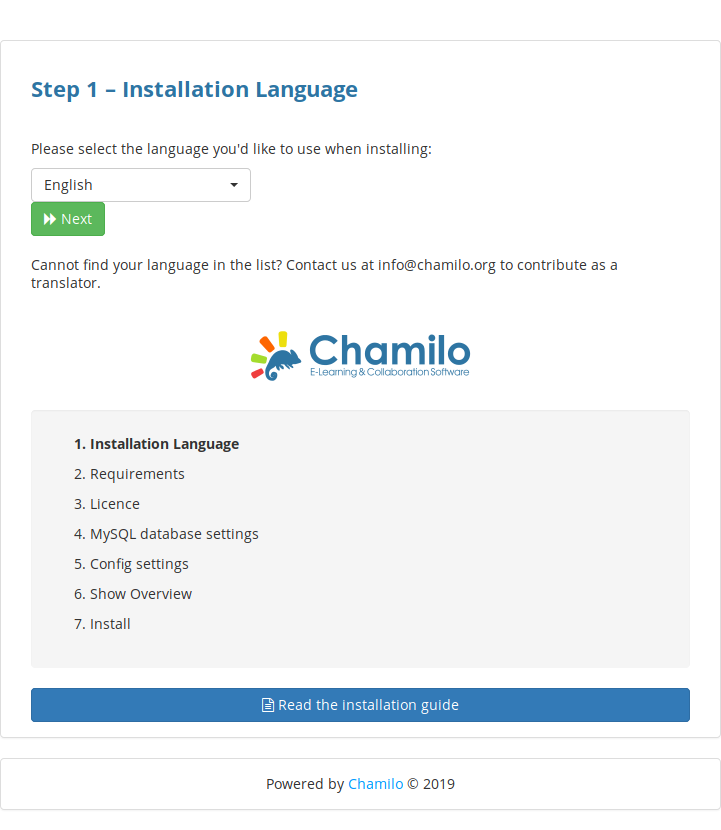 Step 1 – Installation Language
Please select the language you'd like to use when installing:
English
Next
Cannot find your language in the list? Contact us at info@chamilo.org to contribute as a
translator.
Chamilo
E-Learning & Collaboration Software
1. Installation Language
2. Requirements
3. Licence
4. MySQL database settings
5. Config settings
6. Show Overview
7. Install
Read the installation guide
Powered by Chamilo © 2019